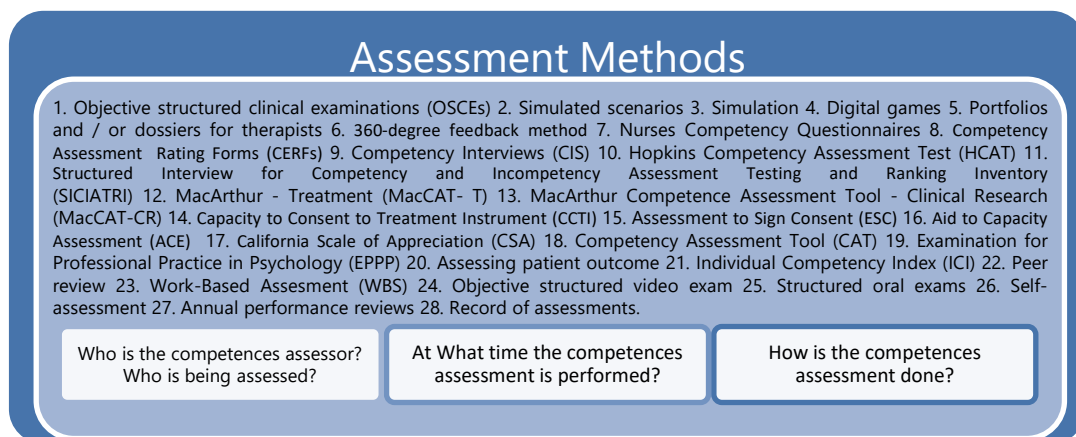 Assessment Methods
1. Objective structured clinical examinations (OSCEs) 2. Simulated scenarios 3. Simulation 4. Digital games 5. Portfolios
and / or dossiers for therapists 6. 360-degree feedback method 7. Nurses Competency Questionnaires 8. Competency
Assessment Rating Forms (CERFs) 9. Competency Interviews (CIS) 10. Hopkins Competency Assessment Test (HCAT) 11.
Structured Interview for Competency and Incompetency Assessment Testing and Ranking Inventory
(SICIATRI) 12. MacArthur - Treatment (MacCAT- T) 13. MacArthur Competence Assessment Tool - Clinical Research
(MacCAT-CR) 14. Capacity to Consent to Treatment Instrument (CCTI) 15. Assessment to Sign Consent (ESC) 16. Aid to Capacity
Assessment (ACE) 17. California Scale of Appreciation (CSA) 18. Competency Assessment Tool (CAT) 19. Examination for
Professional Practice in Psychology (EPPP) 20. Assessing patient outcome 21. Individual Competency Index (ICI) 22. Peer
review 23. Work-Based Assesment (WBS) 24. Objective structured video exam 25. Structured oral exams 26. Self-
assessment 27. Annual performance reviews 28. Record of assessments.
Who is the competences assessor?
Who is being assessed?
At What time the competences
assessment is performed?
How is the competences
assessment done?